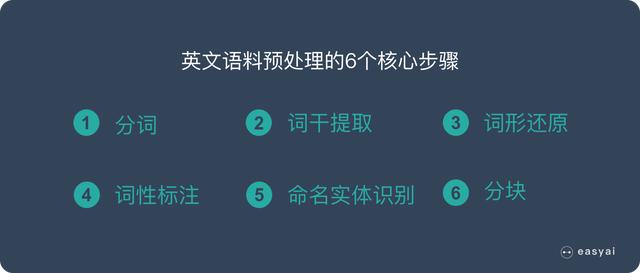 英文语料预处理的6个核心步骤
1 分词 2 词干提取 3 词形还原
4 词性标注 5 命名实体识别 6 分块
easyai